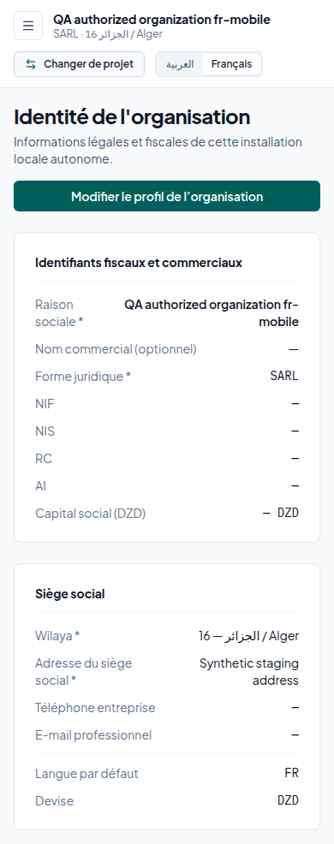 QA authorized organization fr-mobile
SARL · 16 الجزائر / Alger
Changer de projet
العربية
Français
Identité de l'organisation
Informations légales et fiscales de cette installation
locale autonome.
Modifier le profil de l'organisation
Identifiants fiscaux et commerciaux
Raison sociale *
QA authorized organization fr-mobile
Nom commercial (optionnel) —
Forme juridique * SARL
NIF —
NIS —
RC —
AI —
Capital social (DZD) — DZD
Siège social
Wilaya * 16 — الجزائر / Alger
Adresse du siège social *
Synthetic staging address
Téléphone entreprise —
E-mail professionnel —
Langue par défaut FR
Devise DZD